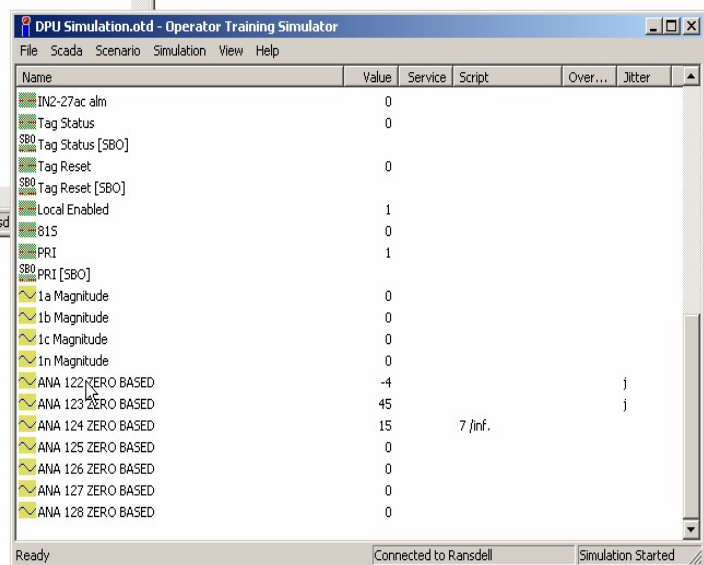 DPU Simulation.otd - Operator Training Simulator
File Scada Scenario Simulation View Help
Name Value Service Script Over... Jitter
IN2-27ac alm 0
Tag Status 0
SBO Tag Status [SBO]
Tag Reset 0
SBO Tag Reset [SBO]
Local Enabled 1
81S 0
PRI 1
SBO PRI [SBO]
1a Magnitude 0
1b Magnitude 0
1c Magnitude 0
1n Magnitude 0
ANA 122 ZERO BASED -4 j
ANA 123 ZERO BASED 45 j
ANA 124 ZERO BASED 15 7 /inf.
ANA 125 ZERO BASED 0
ANA 126 ZERO BASED 0
ANA 127 ZERO BASED 0
ANA 128 ZERO BASED 0
Ready Connected to Ransdell Simulation Started
sd